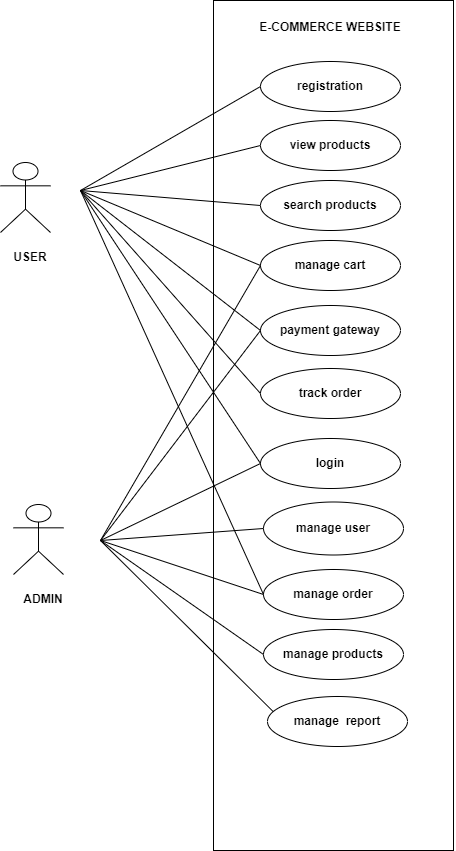 E-COMMERCE WEBSITE
registration
view products
search products
USER
manage cart
payment gateway
track order
login
manage user
manage order
ADMIN
manage products
manage report